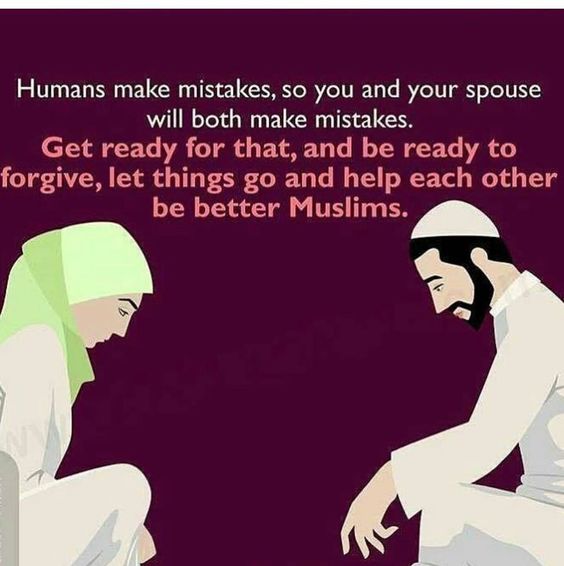 Humans make mistakes, so you and your spouse
will both make mistakes.
Get ready for that, and be ready to
forgive, let things go and help each other
be better Muslims.